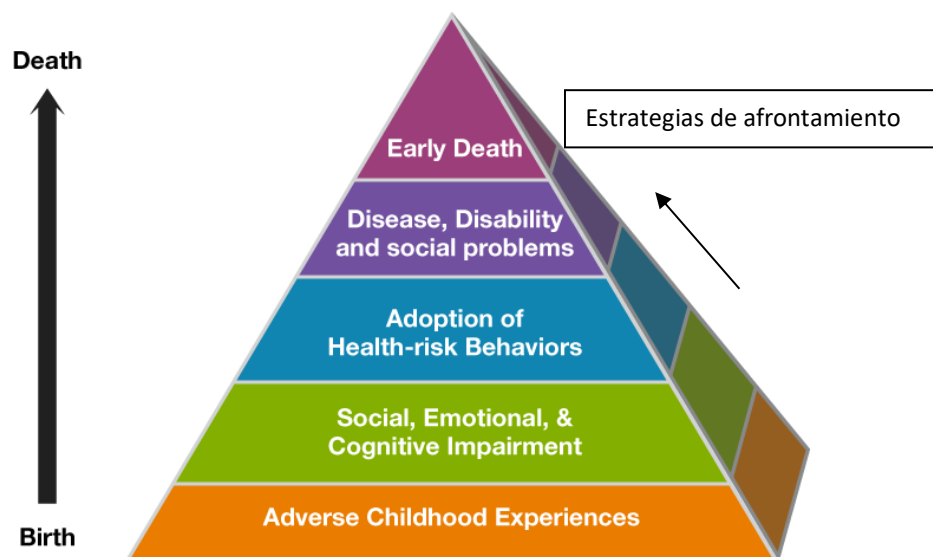 Death
Estrategias de afrontamiento
Early Death
Disease, Disability
and social problems
Adoption of
Health-risk Behaviors
Social, Emotional, &
Cognitive Impairment
Adverse Childhood Experiences
Birth